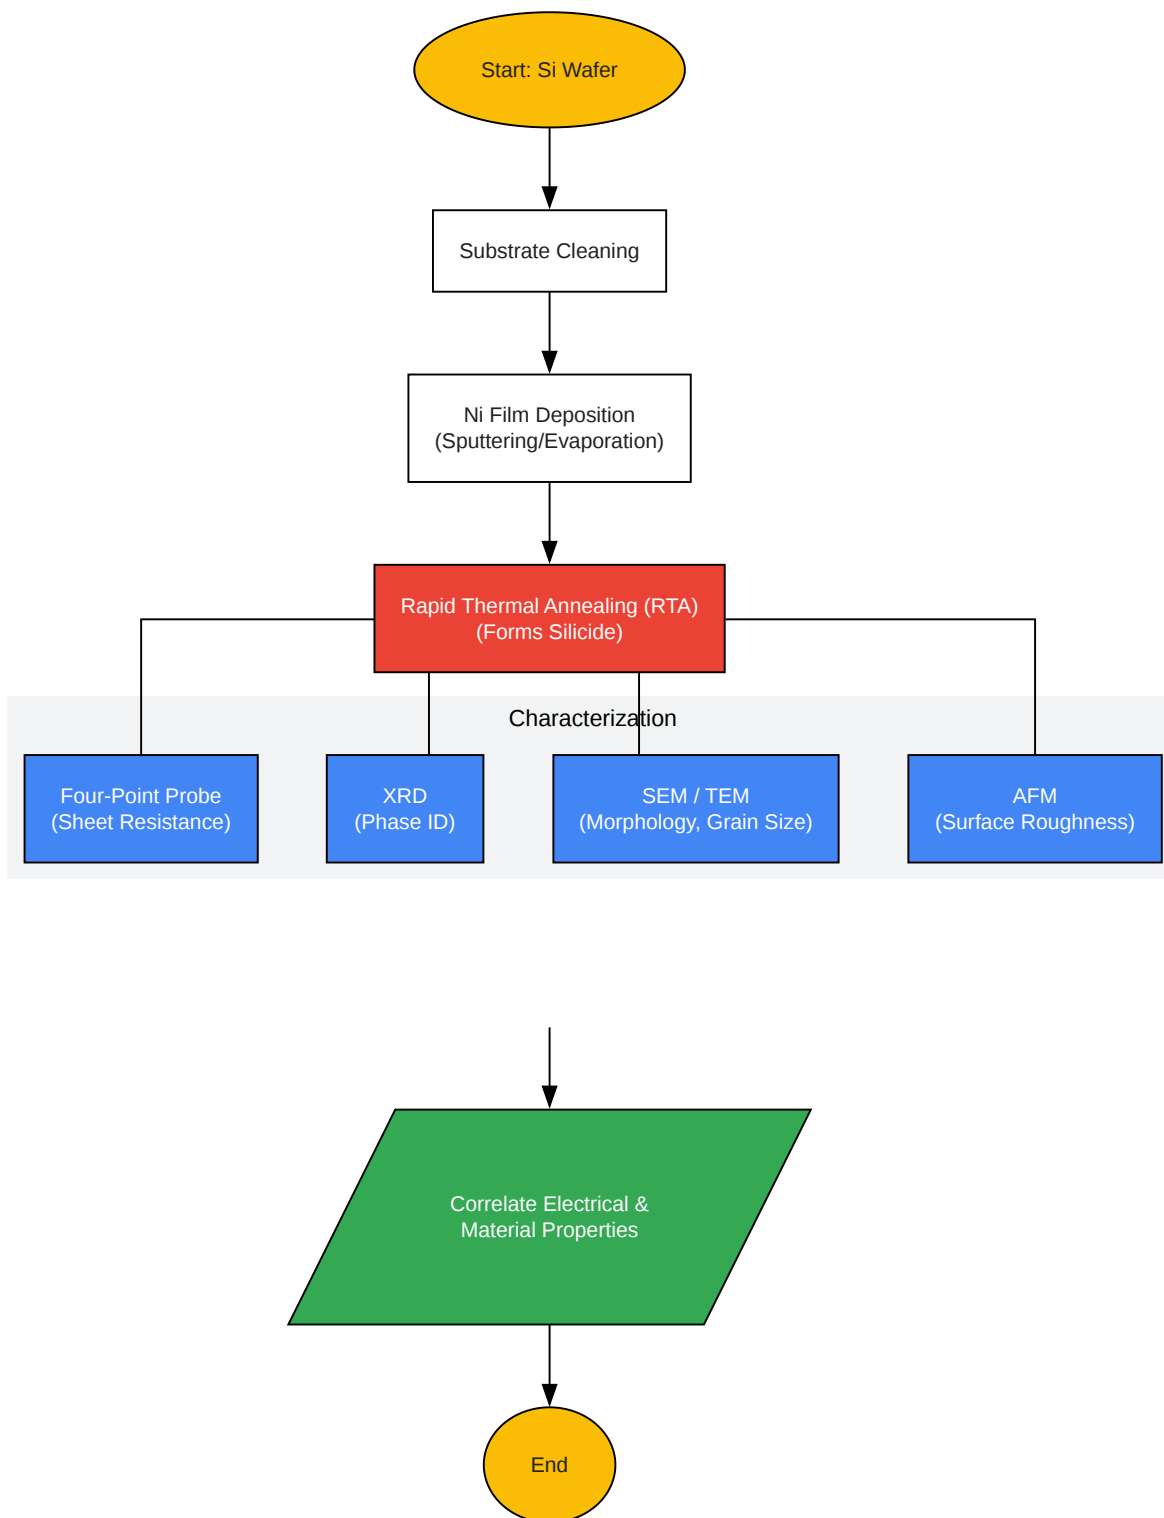 Start: Si Wafer
Substrate Cleaning
Ni Film Deposition
(Sputtering/Evaporation)
Rapid Thermal Annealing (RTA)
(Forms Silicide)
Characterization
Four-Point Probe
(Sheet Resistance)
XRD
(Phase ID)
SEM / TEM
(Morphology, Grain Size)
AFM
(Surface Roughness)
Correlate Electrical &
Material Properties
End